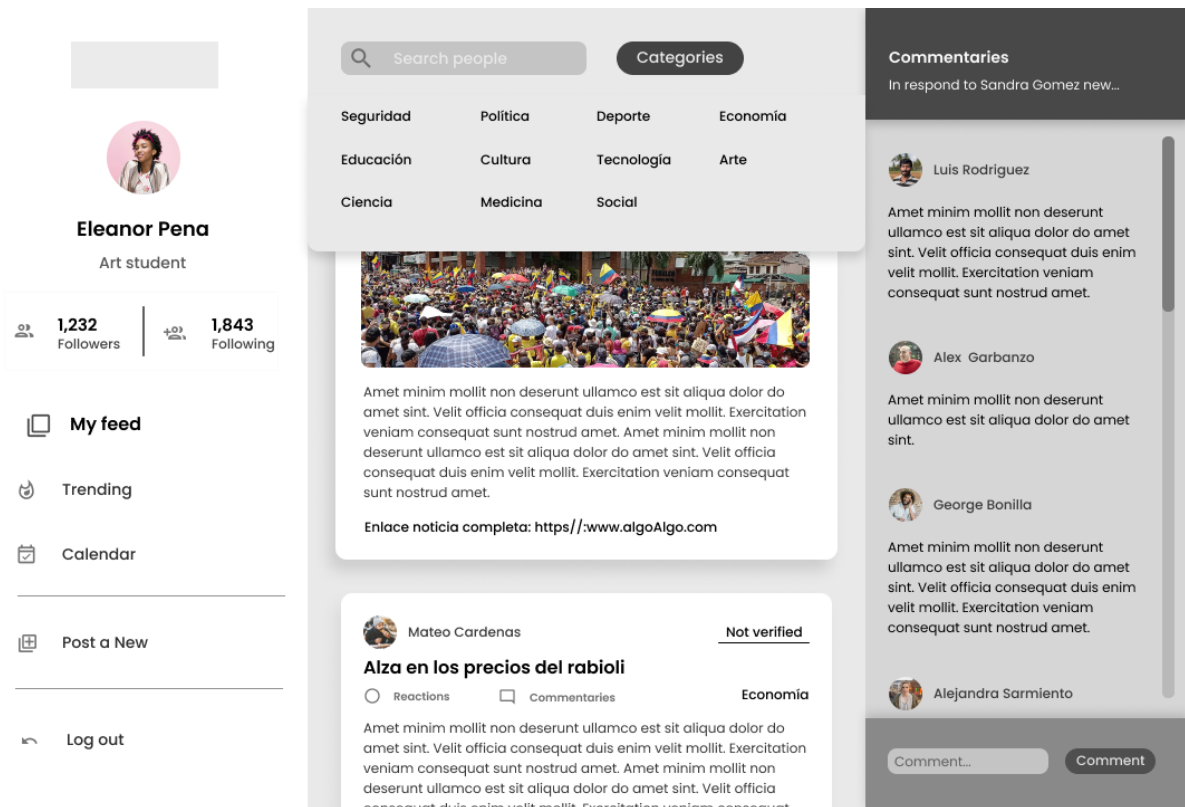 Eleanor Pena
Art student
1,232
Followers
1,843
Following
My feed
Trending
Calendar
Post a New
Log out
Search people
Categories
Seguridad Política Deporte Economía
Educación Cultura Tecnología Arte
Ciencia Medicina Social
Amet minim mollit non deserunt ullamco est sit aliqua dolor do
amet sint. Velit officia consequat duis enim velit mollit. Exercitation
veniam consequat sunt nostrud amet. Amet minim mollit non
deserunt ullamco est sit aliqua dolor do amet sint. Velit officia
consequat duis enim velit mollit. Exercitation veniam consequat
sunt nostrud amet.
Enlace noticia completa: https//:www.algoAlgo.com
Mateo Cardenas
Not verified
Alza en los precios del rabioli
Reactions
Commentaries
Economía
Amet minim mollit non deserunt ullamco est sit aliqua dolor do
amet sint. Velit officia consequat duis enim velit mollit. Exercitation
veniam consequat sunt nostrud amet. Amet minim mollit non
deserunt ullamco est sit aliqua dolor do amet sint. Velit officia
consequat duis enim velit mollit. Exercitation veniam consequat
Commentaries
In respond to Sandra Gomez new...
Luis Rodriguez
Amet minim mollit non deserunt
ullamco est sit aliqua dolor do amet
sint. Velit officia consequat duis enim
velit mollit. Exercitation veniam
consequat sunt nostrud amet.
Alex Garbanzo
Amet minim mollit non deserunt
ullamco est sit aliqua dolor do amet
sint.
George Bonilla
Amet minim mollit non deserunt
ullamco est sit aliqua dolor do amet
sint. Velit officia consequat duis enim
velit mollit. Exercitation veniam
consequat sunt nostrud amet.
Alejandra Sarmiento
Comment...
Comment